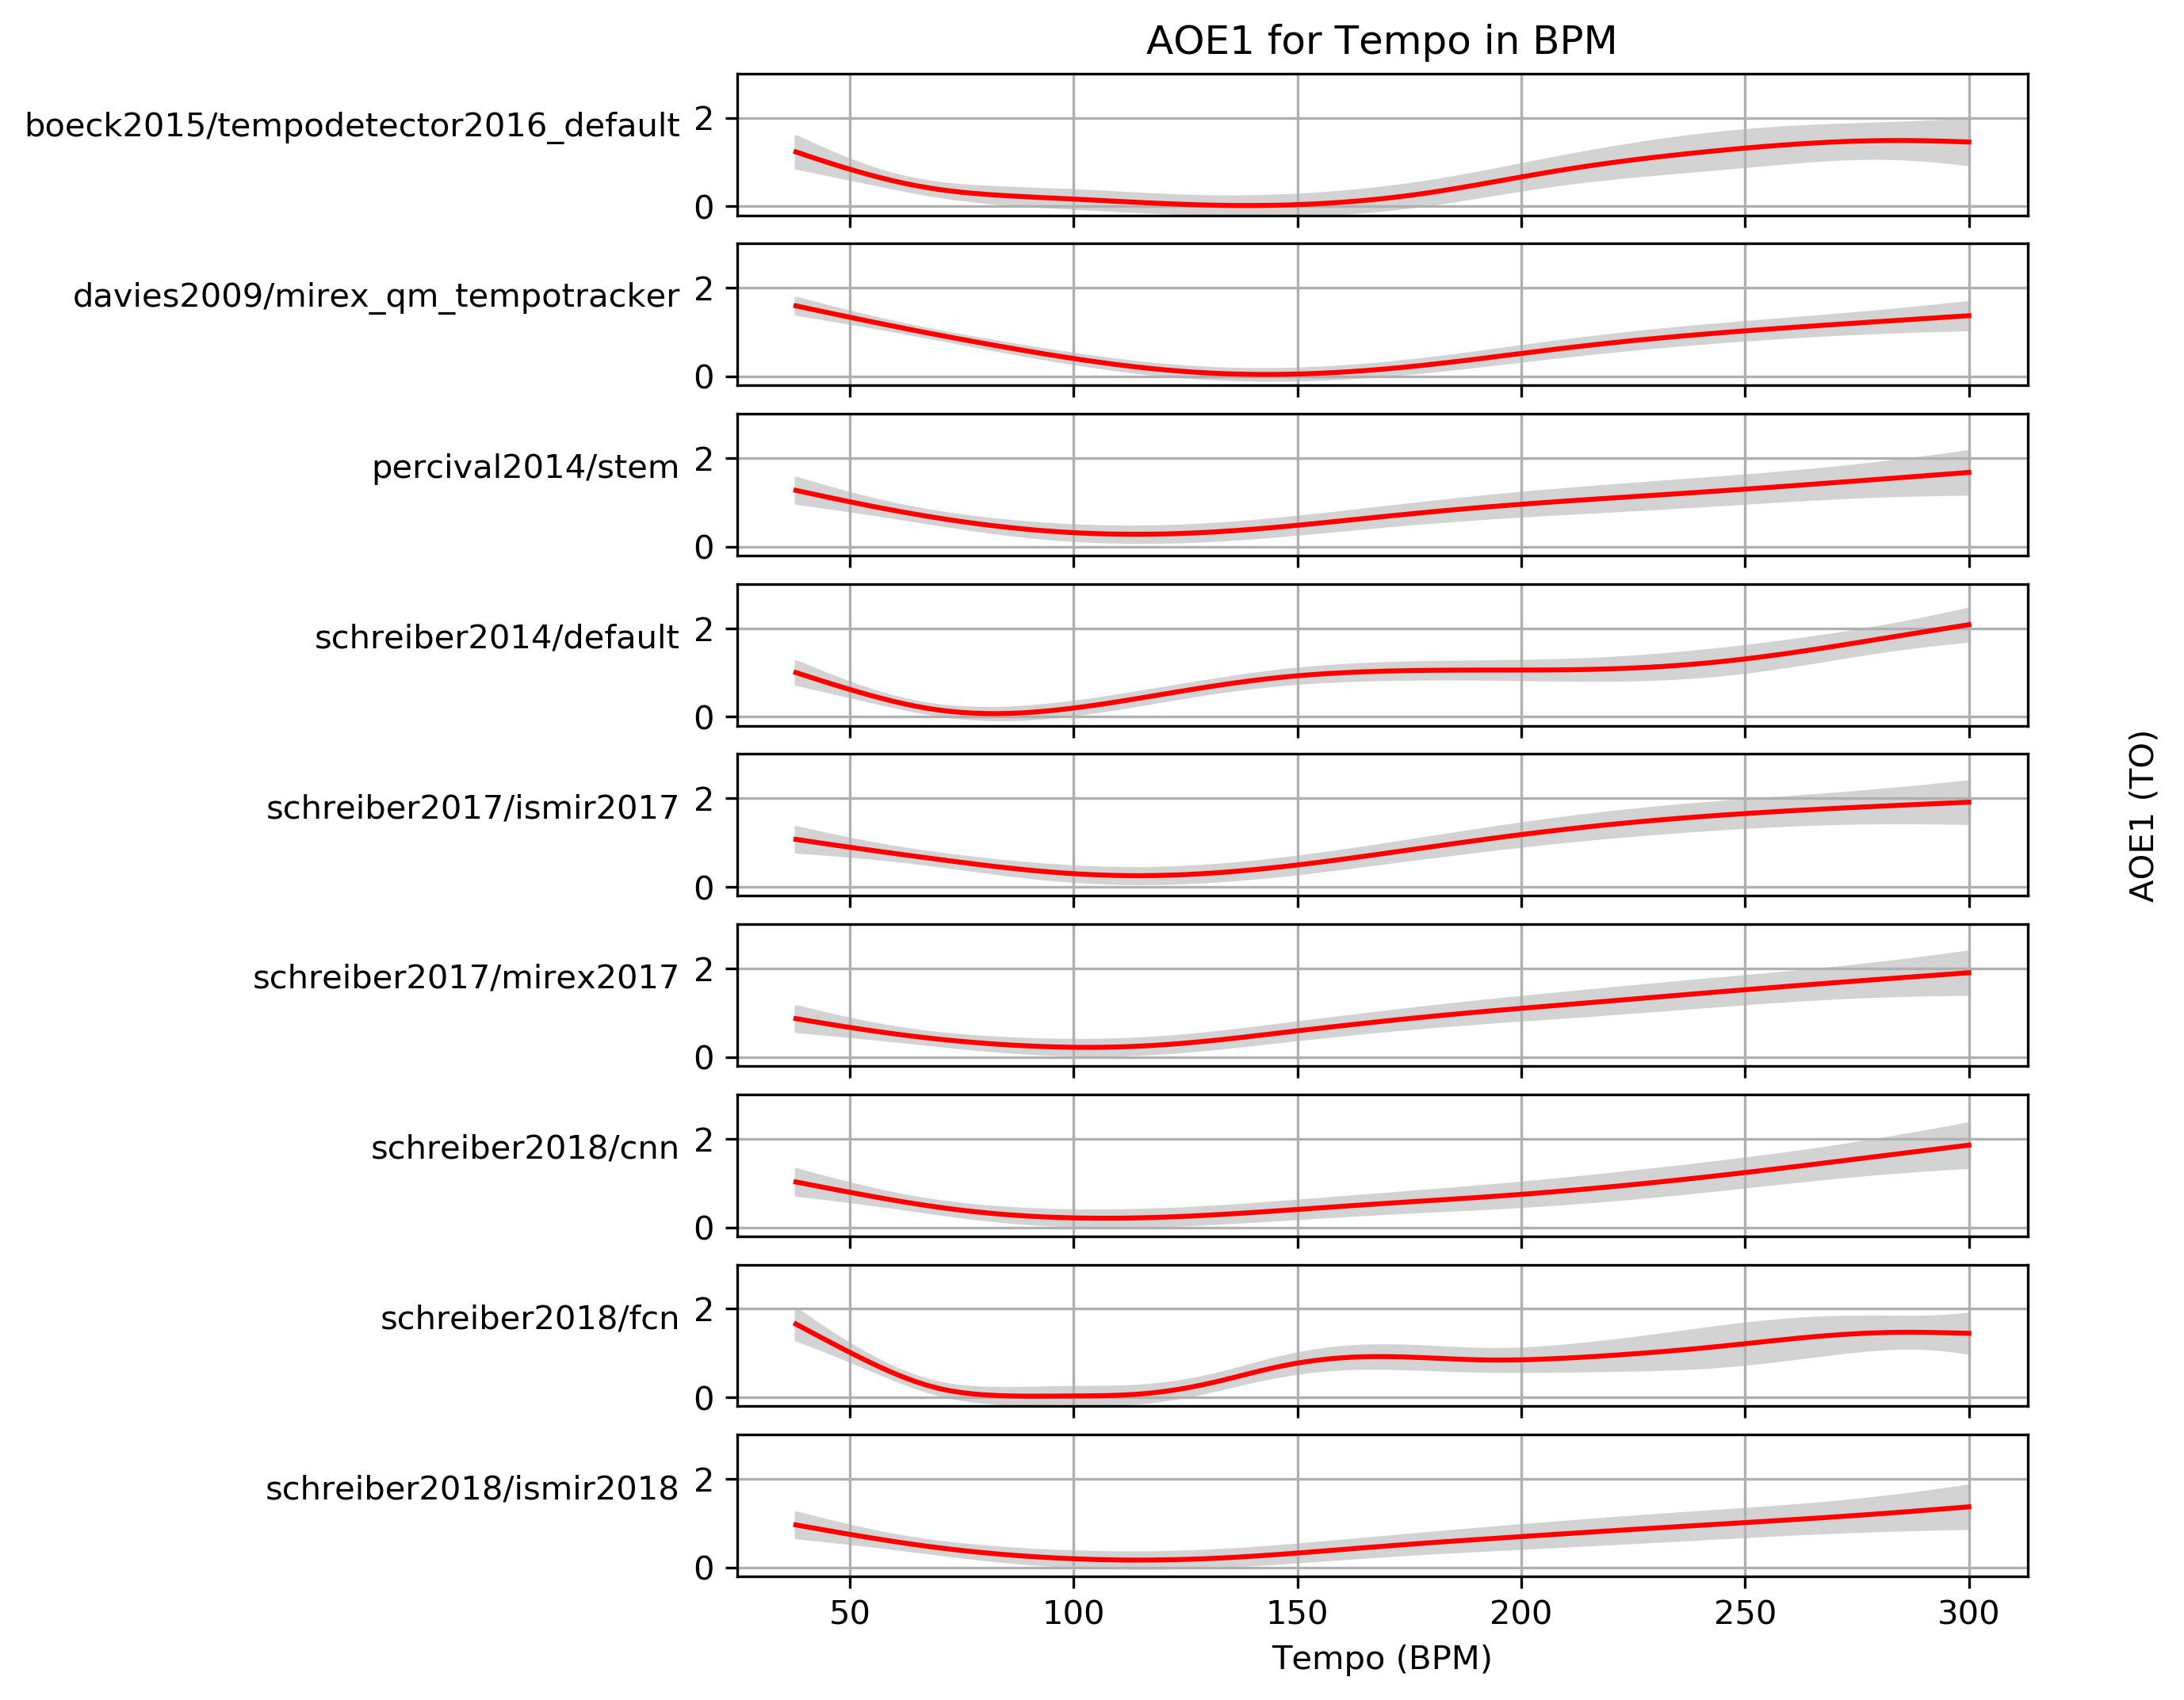 AOE1 for Tempo in BPM
boeck2015/tempodetector2016_default
2
0
davies2009/mirex_qm_tempotracker
2
0
percival2014/stem
2
0
schreiber2014/default
2
0
schreiber2017/ismir2017
2
0
schreiber2017/mirex2017
2
0
schreiber2018/cnn
2
0
schreiber2018/fcn
2
0
schreiber2018/ismir2018
2
0
50 100 150 200 250 300
Tempo (BPM)
AOE1 (TO)